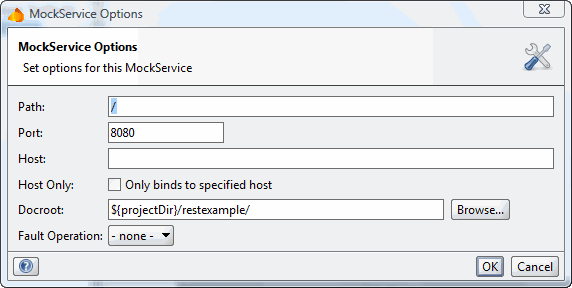 MockService Options
MockService Options
Set options for this MockService
Path: /
Port: 8080
Host:
Host Only: Only binds to specified host
Docroot: ${projectDir}/restexample/ Browse...
Fault Operation: - none -
? OK Cancel